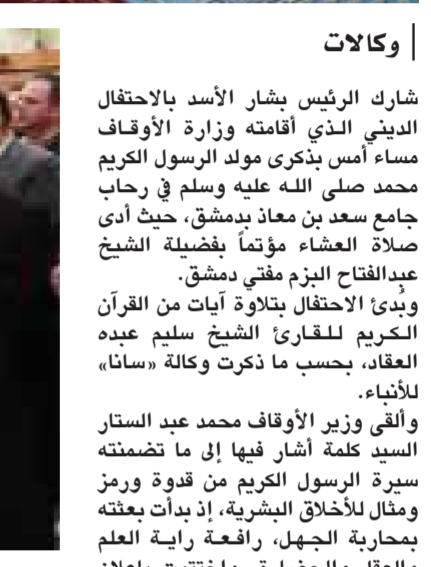 وكالات
شارك الرئيس بشار الأسد بالاحتفال
الديني الذي أقامته وزارة الأوقاف
مساء أمس بذكرى مولد الرسول الكريم
محمد صلى الله عليه وسلم في رحاب
جامع سعد بن معاذ بدمشق، حيث أدى
صلاة العشاء مؤتماً بفضيلة الشيخ
عبدالفتاح البزم مفتي دمشق.
وبُدئ الاحتفال بتلاوة آيات من القرآن
الكريم للقارئ الشيخ سليم عبده
العقاد، بحسب ما ذكرت وكالة «سانا»
للأنباء.
وألقى وزير الأوقاف محمد عبد الستار
السيد كلمة أشار فيها إلى ما تضمنته
سيرة الرسول الكريم من قدوة ورمز
ومثال للأخلاق البشرية، إذ بدأت بعثته
بمحاربة الجهل، رافعة راية العلم